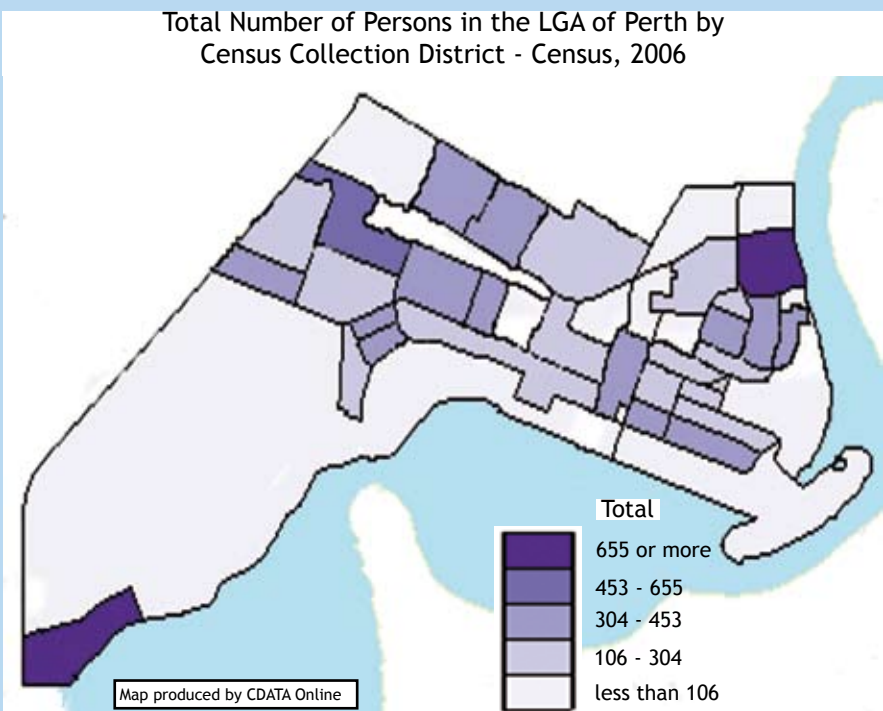 Total Number of Persons in the LGA of Perth by
Census Collection District - Census, 2006
Total
655 or more
453 - 655
304 - 453
106 - 304
less than 106
Map produced by CDATA Online